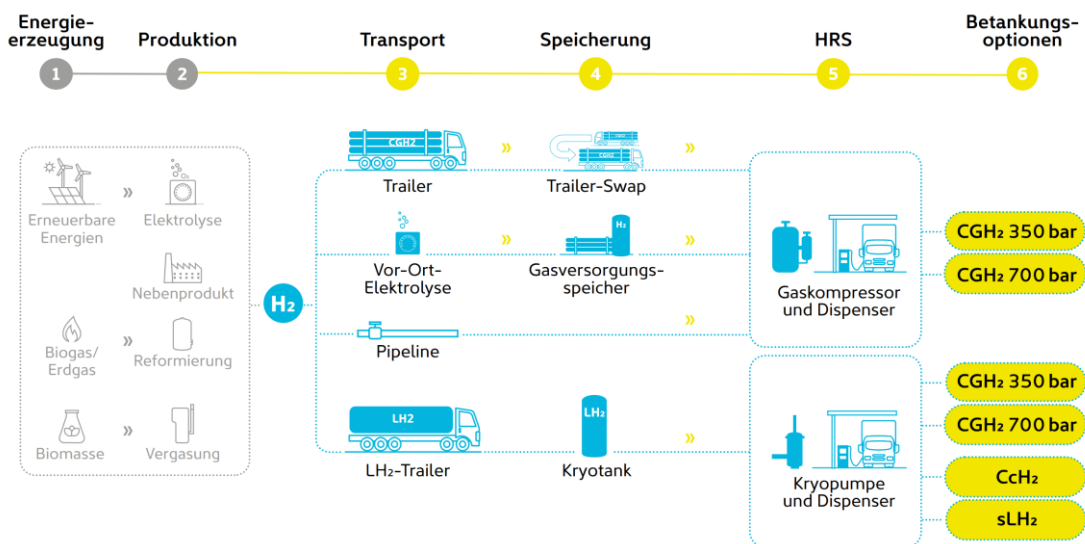 Energie-
erzeugung
Produktion
Transport
Speicherung
HRS
Betankungs-
optionen
1
2
3
4
5
6
CGH2
Trailer
CGH2
CGH2
Trailer-Swap
Erneuerbare
Energien
»
Elektrolyse
Nebenprodukt
Biogas/
Erdgas
»
Reformierung
Biomasse
»
Vergasung
H₂
»
»
Vor-Ort-
Elektrolyse
»
H₂
Gasversorgungs-
speicher
»
Pipeline
»
LH2
LH₂-Trailer
LH₂
Kryotank
»
Gaskompressor
und Dispenser
CGH₂ 350 bar
CGH₂ 700 bar
Kryopumpe
und Dispenser
CGH₂ 350 bar
CGH₂ 700 bar
CcH₂
sLH₂